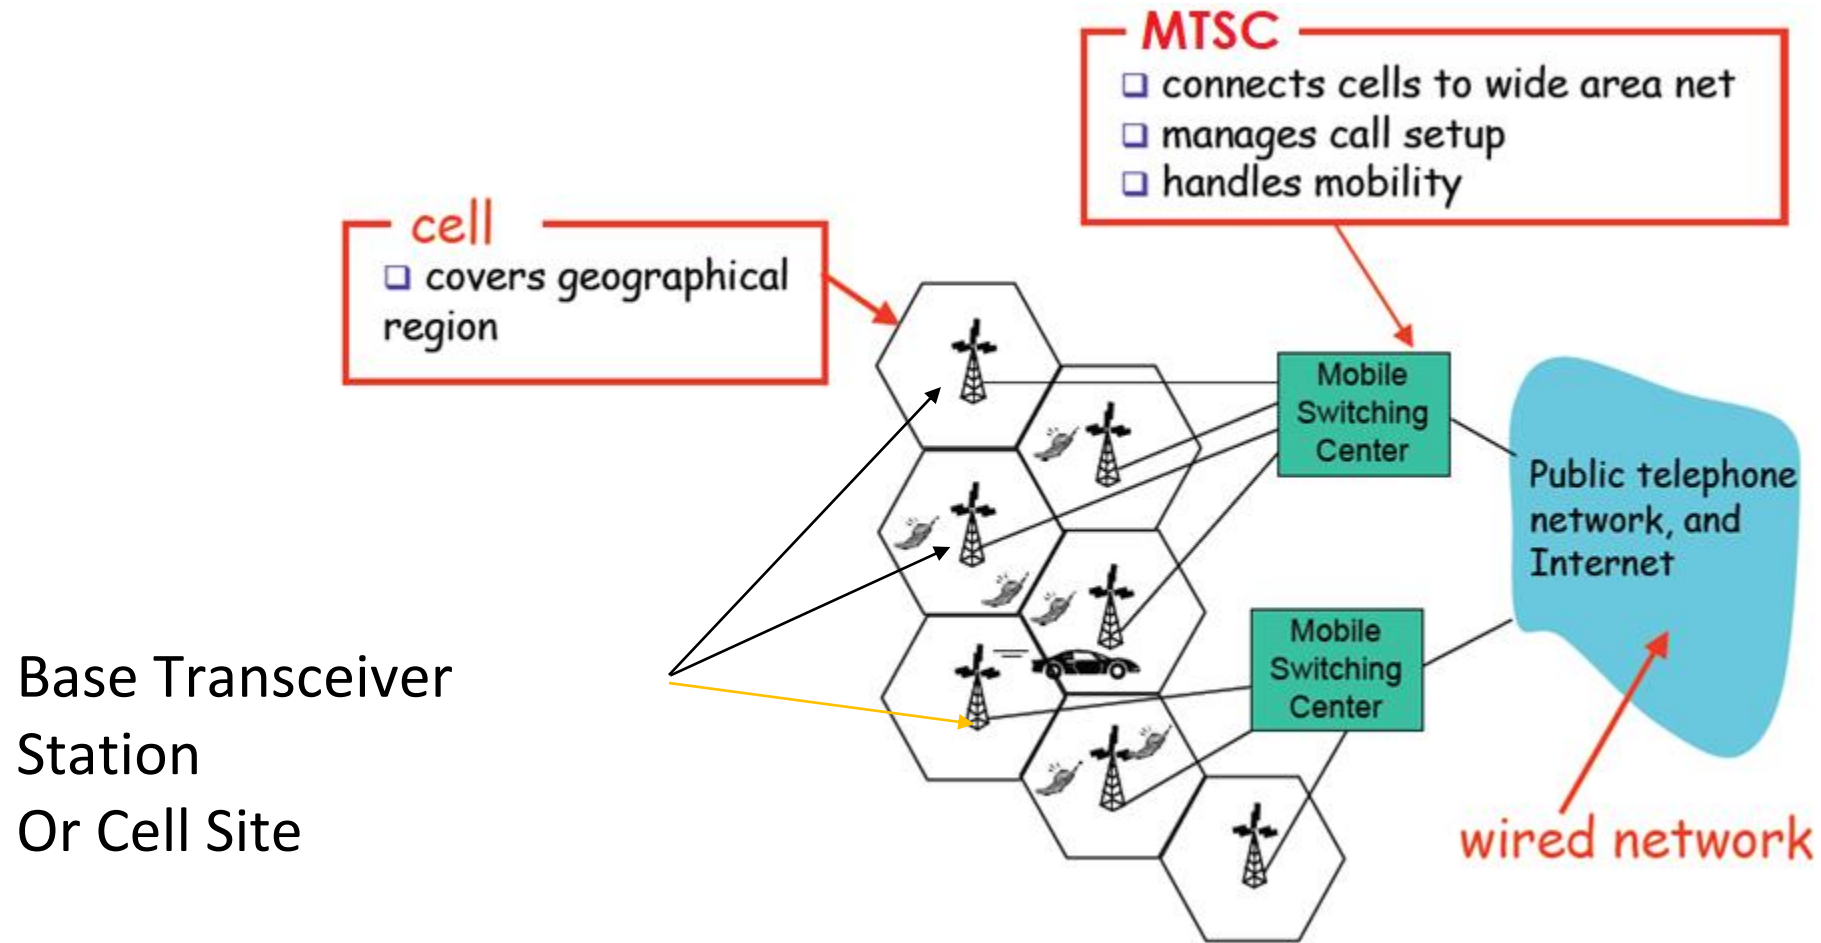 MTSC
❑ connects cells to wide area net
❑ manages call setup
❑ handles mobility
cell
❑ covers geographical
region
Mobile
Switching
Center
Public telephone
network, and
Internet
Mobile
Switching
Center
Base Transceiver
Station
Or Cell Site
wired network